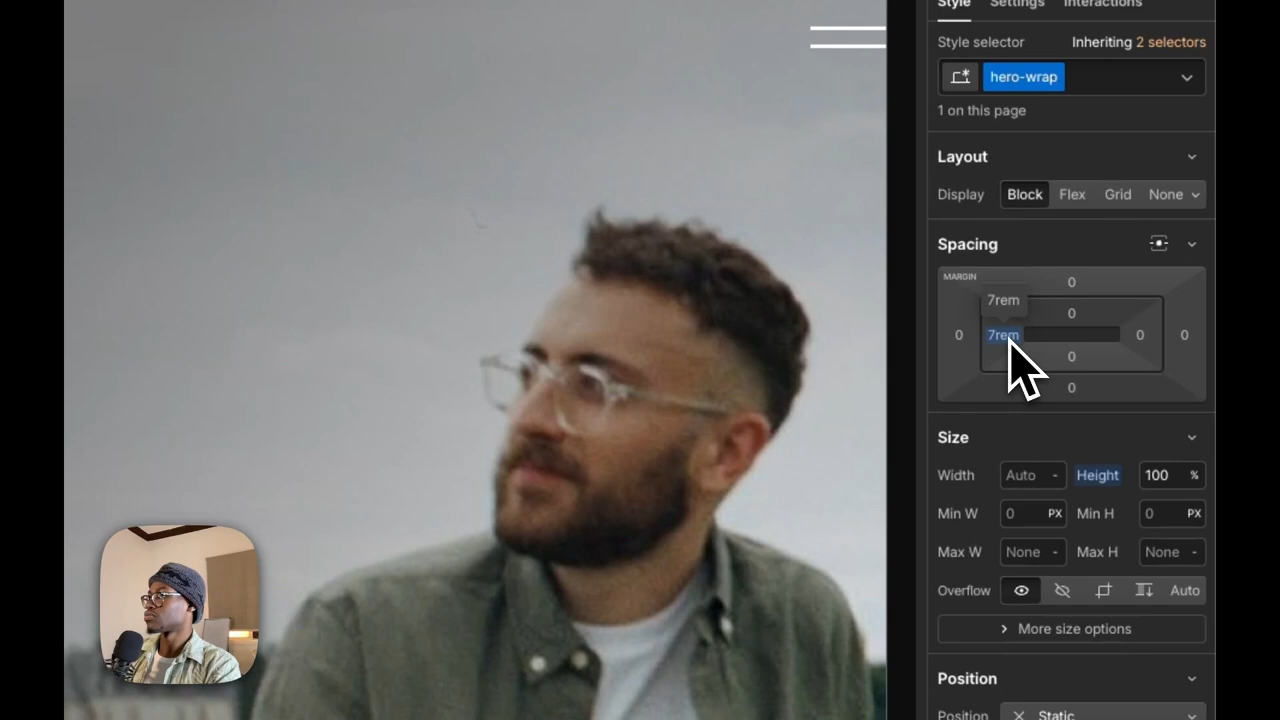 Style Settings Interactions
Style selector Inheriting 2 selectors
hero-wrap
1 on this page
Layout
Display Block Flex Grid None
Spacing
MARGIN 0
7rem
0
0 7rem 0 0
0
0
Size
Width Auto - Height 100 %
Min W 0 PX Min H 0 PX
Max W None - Max H None -
Overflow Auto
More size options
Position
Position Static